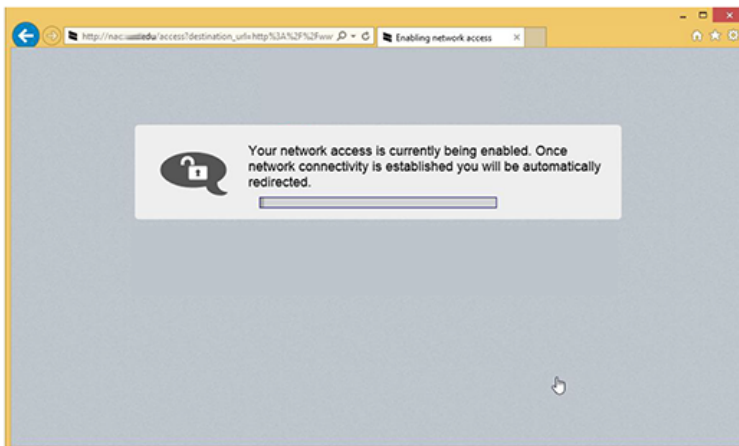 http://nac. edu/access?destination_url=http%3A%2F%2Fww
Enabling network access
Your network access is currently being enabled. Once
network connectivity is established you will be automatically
redirected.